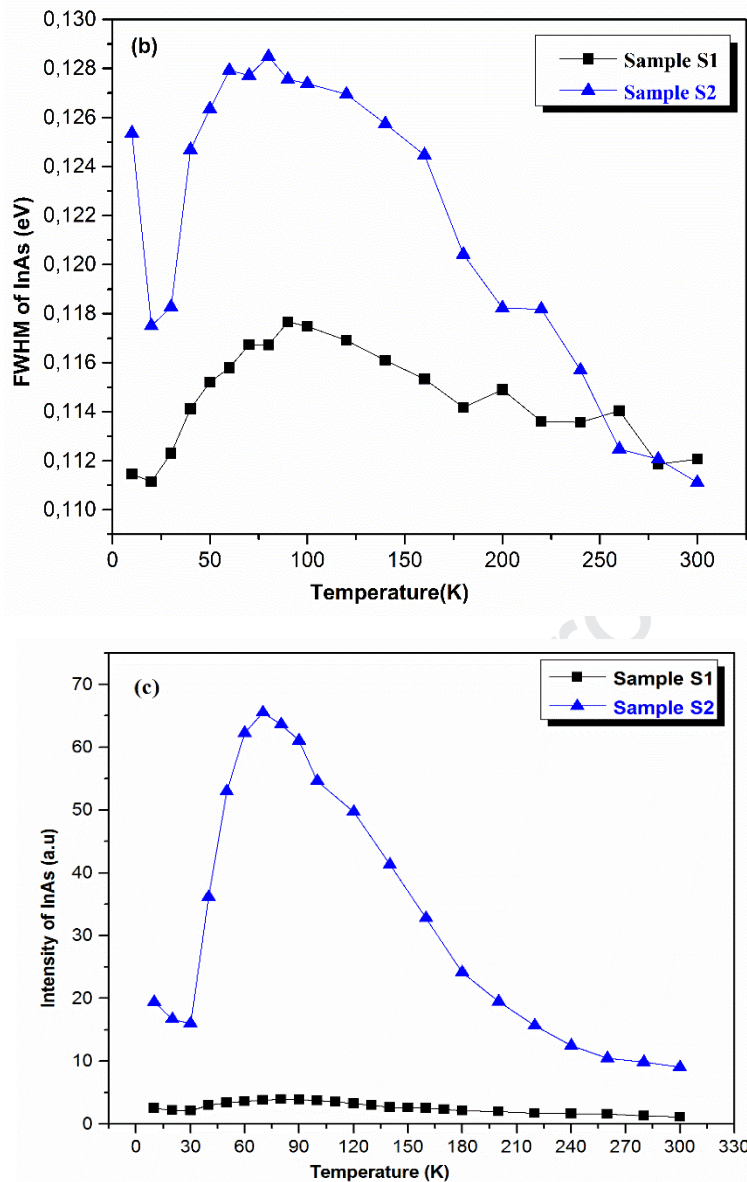 (b)
Sample S1
Sample S2
0,130
0,128
0,126
0,124
0,122
0,120
0,118
0,116
0,114
0,112
0,110
FWHM of InAs (eV)
0 50 100 150 200 250 300
Temperature(K)
(c)
Sample S1
Sample S2
70
60
50
40
30
20
10
0
Intensity of InAs (a.u)
0 30 60 90 120 150 180 210 240 270 300 330
Temperature (K)